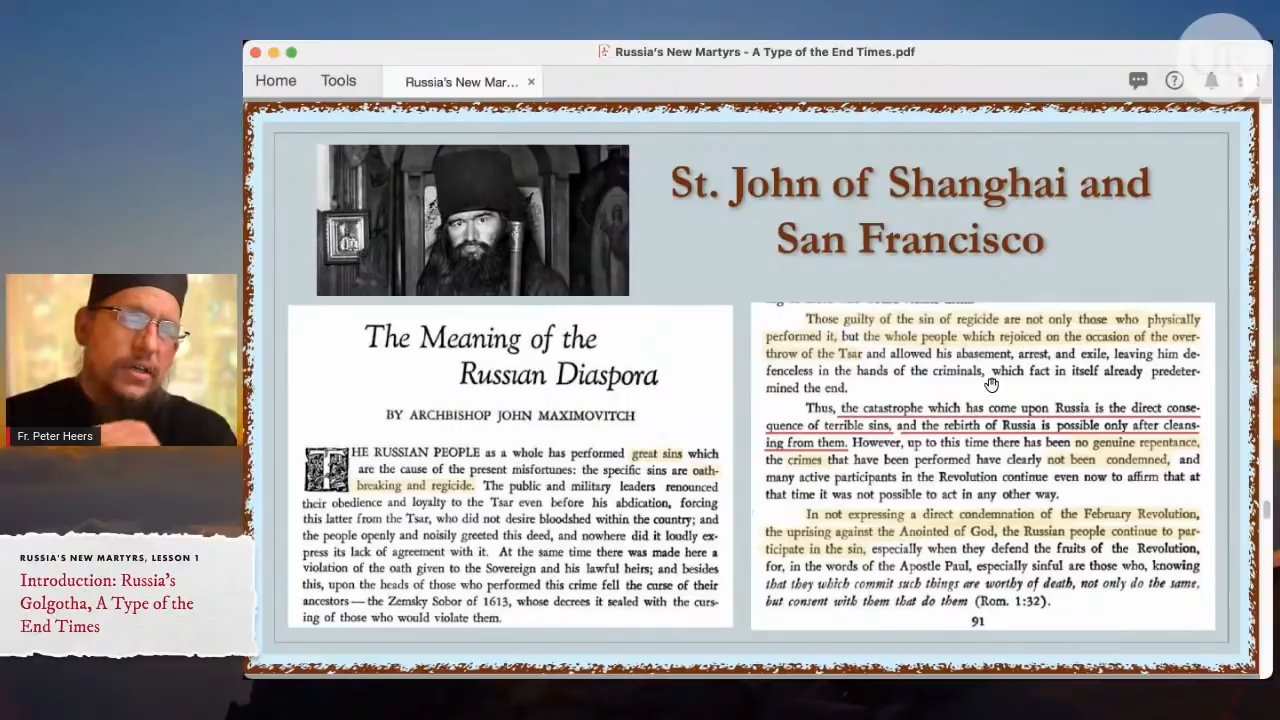 Russia's New Martyrs - A Type of the End Times.pdf
Home
Tools
Russia's New Mar...
St. John of Shanghai and
San Francisco
The Meaning of the
Russian Diaspora
BY ARCHBISHOP JOHN MAXIMOVITCH
THE RUSSIAN PEOPLE as a whole has performed great sins which
are the cause of the present misfortunes: the specific sins are oath-
breaking and regicide. The public and military leaders renounced
their obedience and loyalty to the Tsar even before his abdication, forcing
this latter from the Tsar, who did not desire bloodshed within the country; and
the people openly and noisily greeted this deed, and nowhere did it loudly ex-
press its lack of agreement with it. At the same time there was made here a
violation of the oath given to the Sovereign and his lawful heirs; and besides
this, upon the heads of those who performed this crime fell the curse of their
ancestors — the Zemsky Sobor of 1613, whose decrees it sealed with the curs-
ing of those who would violate them.
Those guilty of the sin of regicide are not only those who physically
performed it, but the whole people which rejoiced on the occasion of the over-
throw of the Tsar and allowed his abasement, arrest, and exile, leaving him de-
fenceless in the hands of the criminals, which fact in itself already predeter-
mined the end.
Thus, the catastrophe which has come upon Russia is the direct conse-
quence of terrible sins, and the rebirth of Russia is possible only after cleans-
ing from them. However, up to this time there has been no genuine repentance,
the crimes that have been performed have clearly not been condemned, and
many active participants in the Revolution continue even now to affirm that at
that time it was not possible to act in any other way.
In not expressing a direct condemnation of the February Revolution,
the uprising against the Anointed of God, the Russian people continue to par-
ticipate in the sin, especially when they defend the fruits of the Revolution,
for, in the words of the Apostle Paul, especially sinful are those who, knowing
that they which commit such things are worthy of death, not only do the same,
but consent with them that do them (Rom. 1:32).
91
Fr. Peter Heers
RUSSIA'S NEW MARTYRS, LESSON 1
Introduction: Russia's
Golgotha, A Type of the
End Times